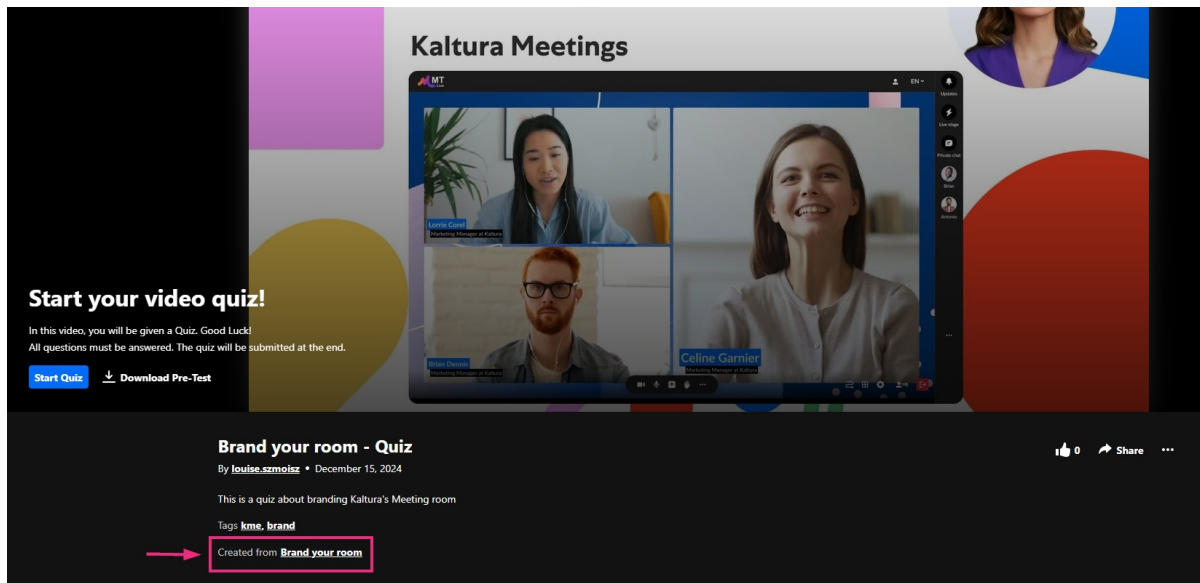 Kaltura Meetings
MT
Live
EN
Updates
Live stage
Private chat
Brian
Antonio
Lorrie Corel
Marketing Manager at Kaltura
Brian Dennis
Marketing Manager at Kaltura
Celine Garnier
Marketing Manager at Kaltura
Start your video quiz!
In this video, you will be given a Quiz. Good Luck!
All questions must be answered. The quiz will be submitted at the end.
Start Quiz Download Pre-Test
Brand your room - Quiz
0 Share
By louise.szmoisz • December 15, 2024
This is a quiz about branding Kaltura's Meeting room
Tags kme, brand
Created from Brand your room